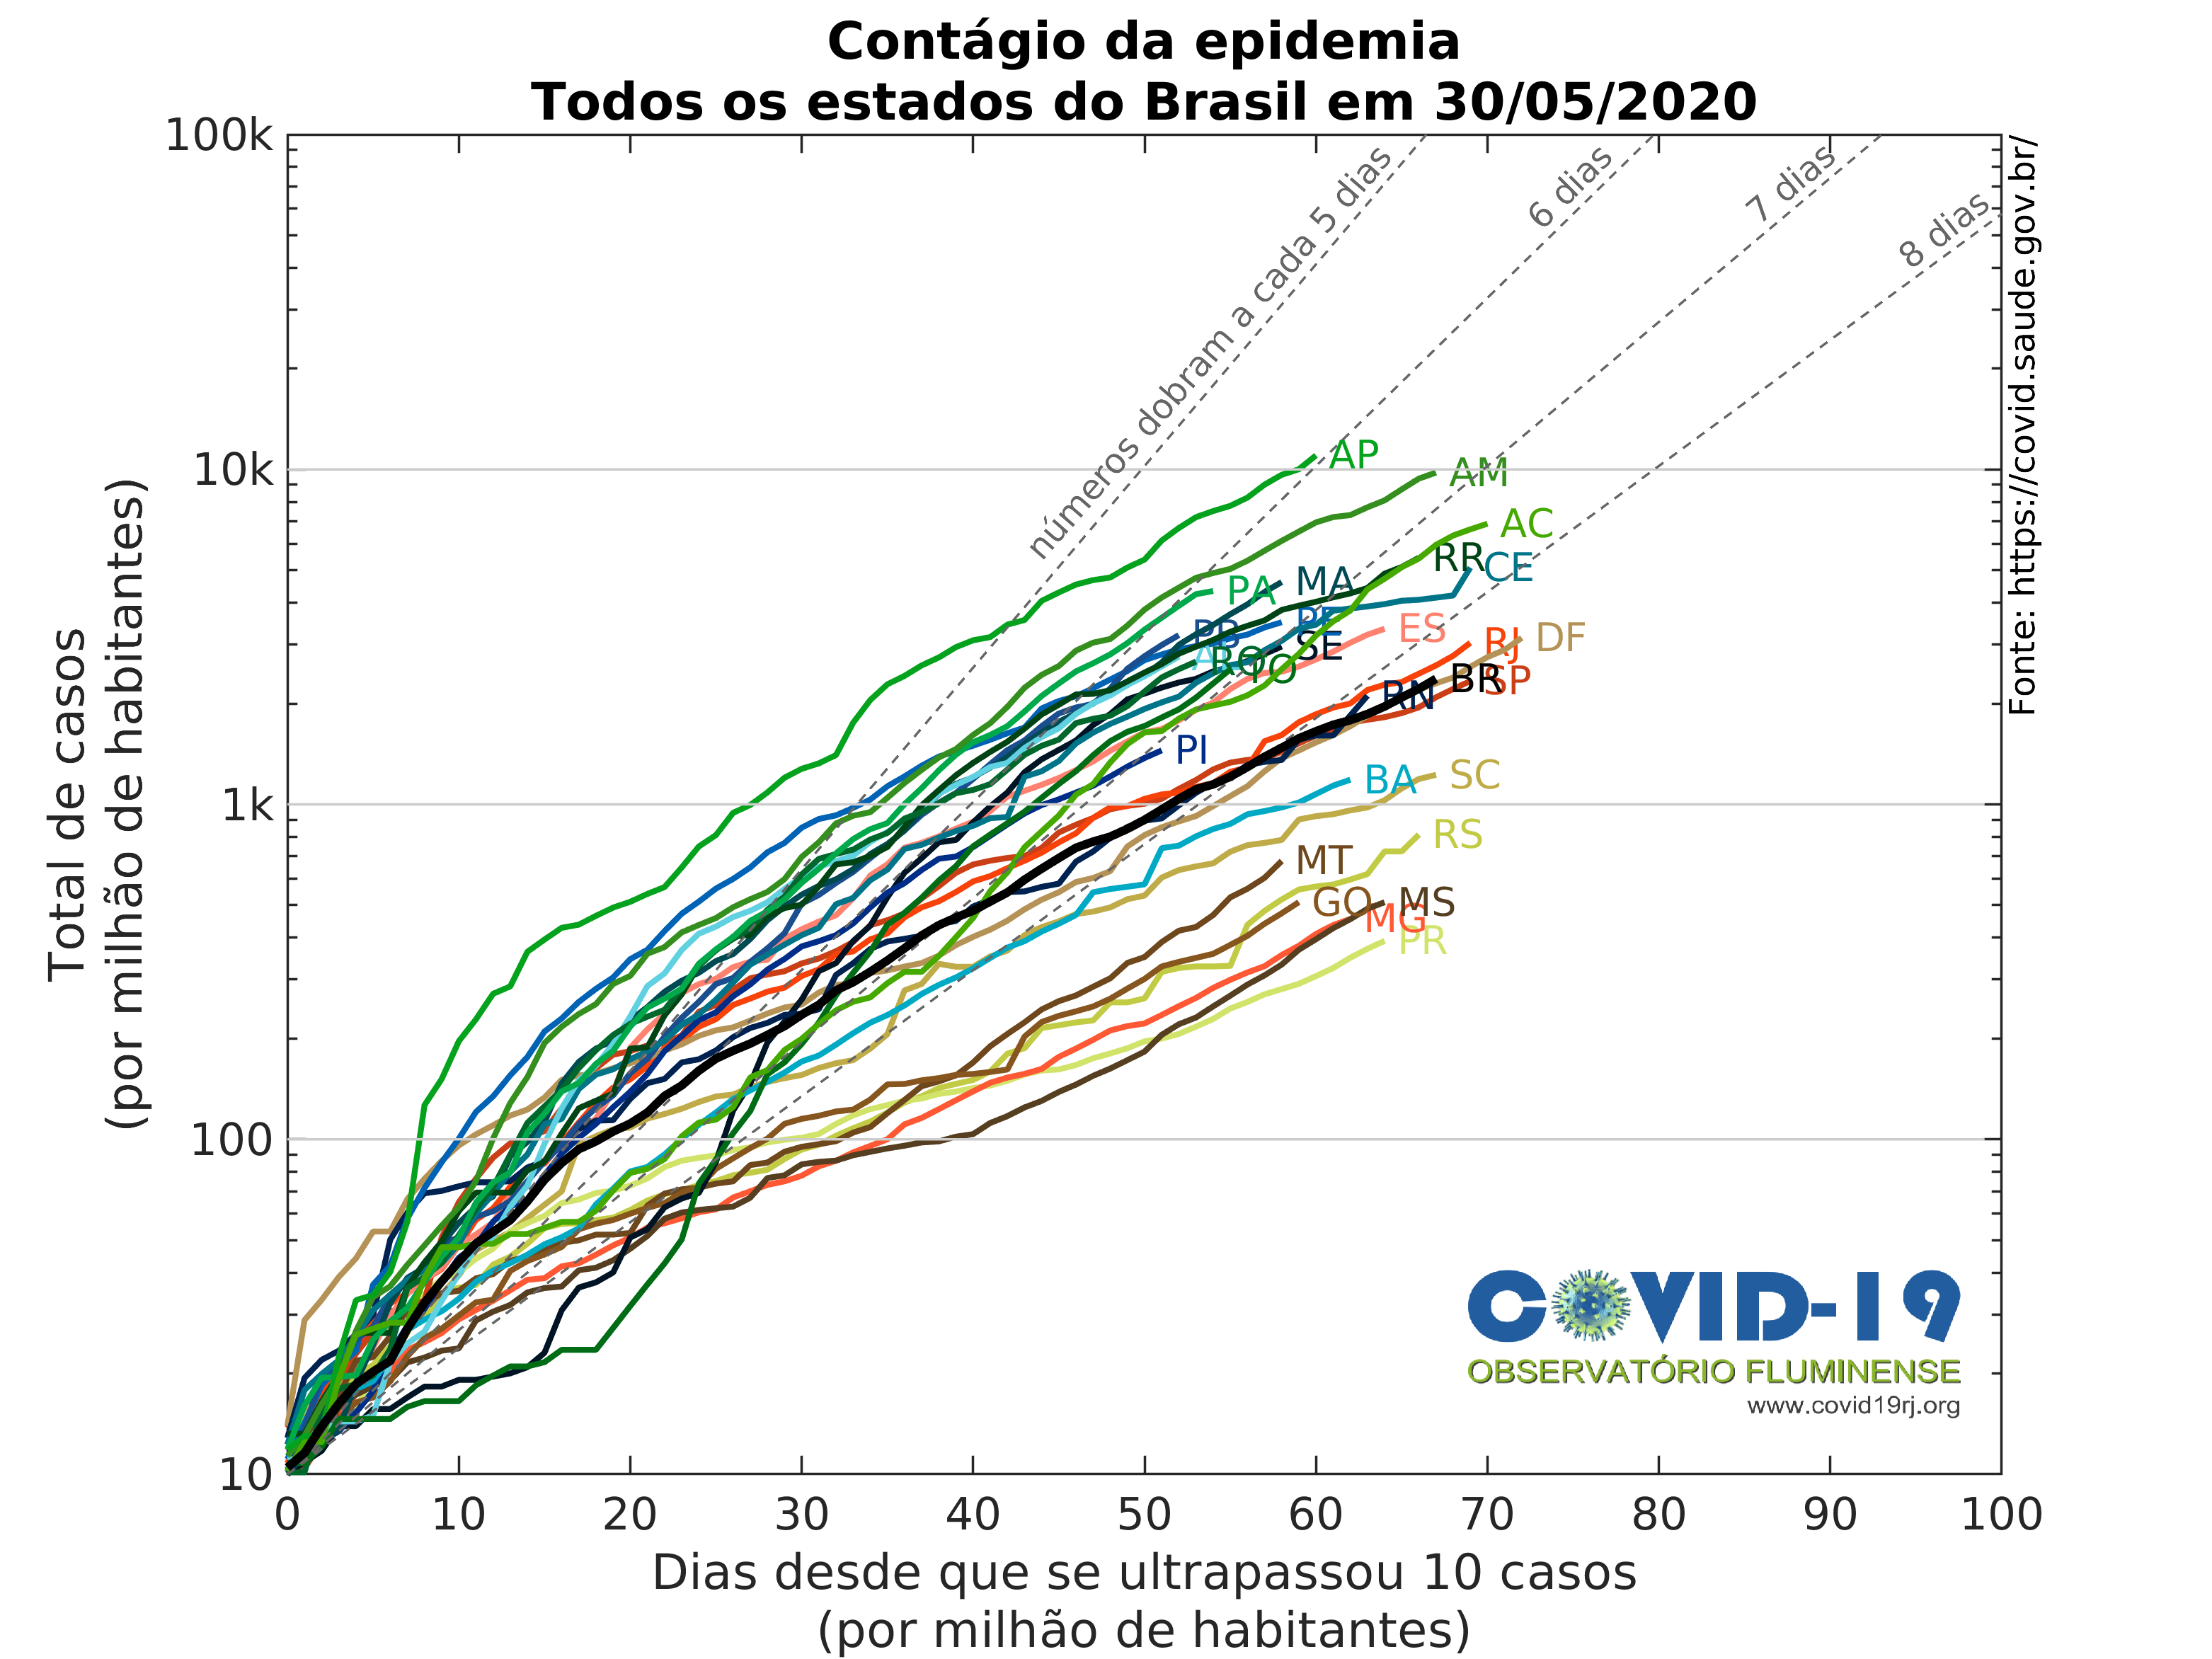 Contágio da epidemia
Todos os estados do Brasil em 30/05/2020
Total de casos
(por milhão de habitantes)
100k
10k
1k
100
10
números dobram a cada 5 dias
6 dias
7 dias
8 dias
Fonte: https://covid.saude.gov.br/
AP
AM
AC
RR
CE
MA
PA
PE
PB
ES
SE
RJ
DF
RO
TO
BR
SP
RN
PI
BA
SC
RS
MT
GO
MS
MG
PR
COVID-19
OBSERVATÓRIO FLUMINENSE
www.covid19rj.org
0 10 20 30 40 50 60 70 80 90 100
Dias desde que se ultrapassou 10 casos
(por milhão de habitantes)